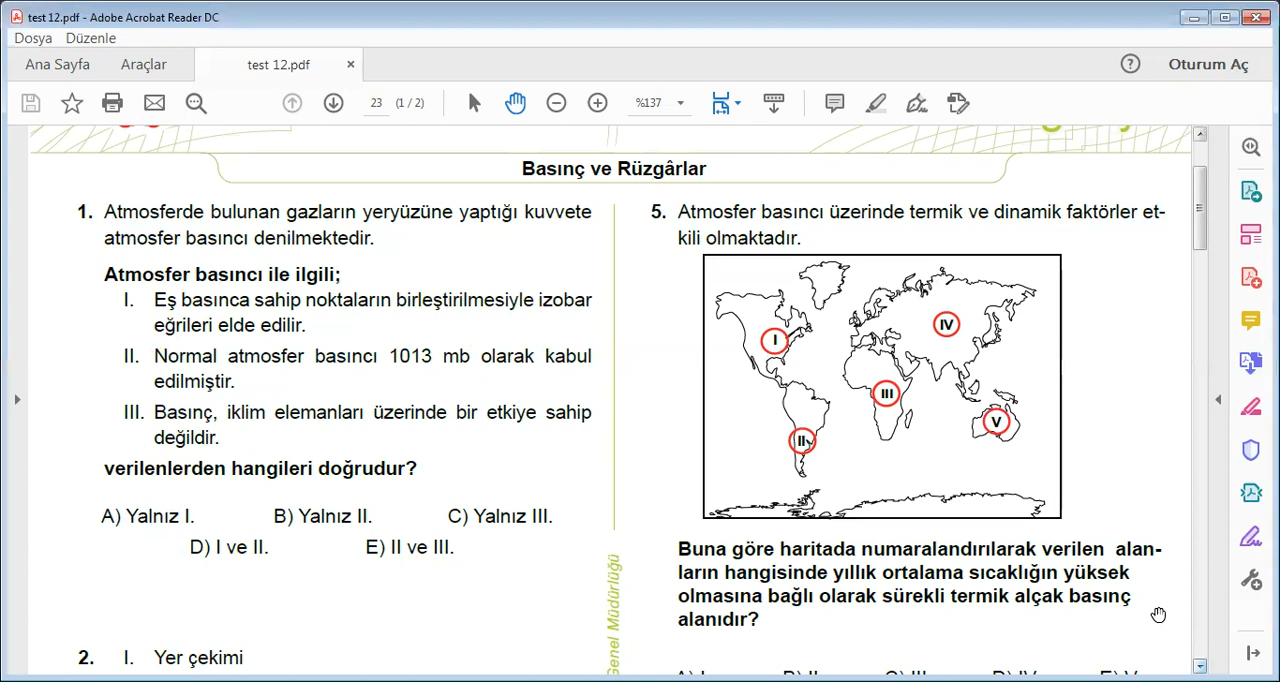 test 12.pdf - Adobe Acrobat Reader DC
Dosya Düzenle
Ana Sayfa Araçlar test 12.pdf × Oturum Aç
23 (1 / 2) %137
Basınç ve Rüzgârlar
1. Atmosferde bulunan gazların yeryüzüne yaptığı kuvvete
atmosfer basıncı denilmektedir.
Atmosfer basıncı ile ilgili;
I. Eş basınca sahip noktaların birleştirilmesiyle izobar
eğrileri elde edilir.
II. Normal atmosfer basıncı 1013 mb olarak kabul
edilmiştir.
III. Basınç, iklim elemanları üzerinde bir etkiye sahip
değildir.
verilenlerden hangileri doğrudur?
A) Yalnız I. B) Yalnız II. C) Yalnız III.
D) I ve II. E) II ve III.
2. I. Yer çekimi
Genel Müdürlüğü
5. Atmosfer basıncı üzerinde termik ve dinamik faktörler et-
kili olmaktadır.
I
IV
III
V
II
Buna göre haritada numaralandırılarak verilen alan-
ların hangisinde yıllık ortalama sıcaklığın yüksek
olmasına bağlı olarak sürekli termik alçak basınç
alanıdır?
A) I B) II C) III D) IV E) V